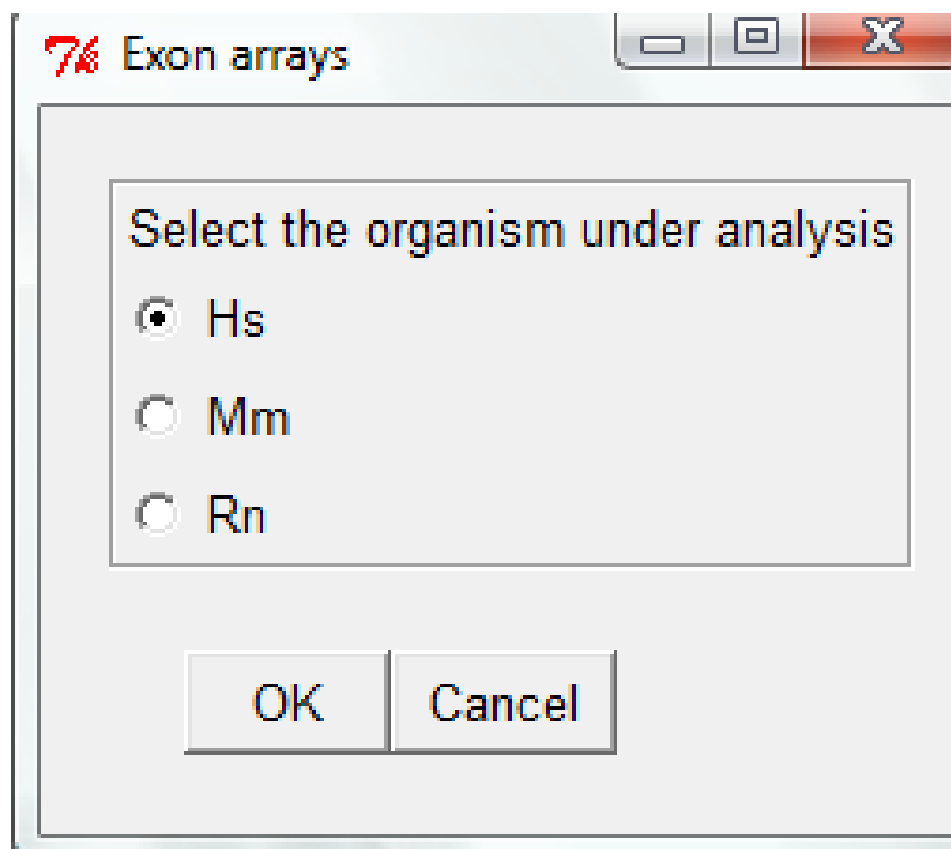 Exon arrays
Select the organism under analysis
Hs
Mm
Rn
OK Cancel